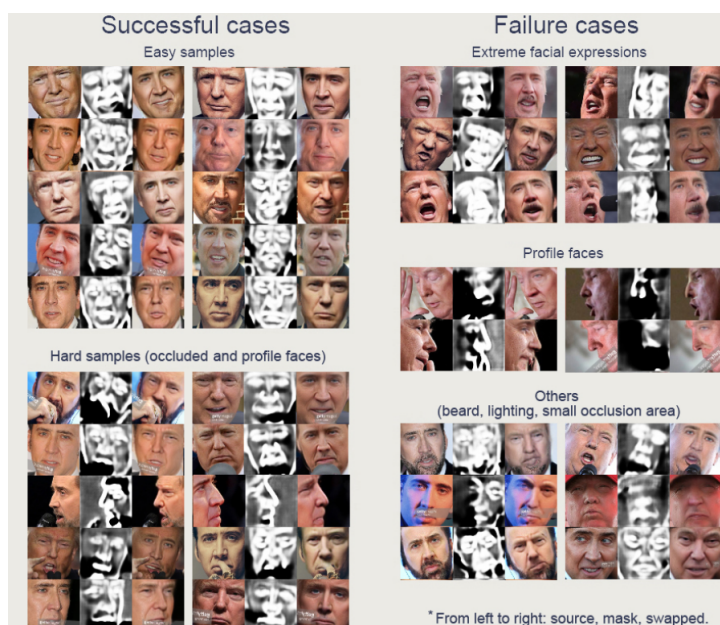 Successful cases
Easy samples
Hard samples (occluded and profile faces)
Failure cases
Extreme facial expressions
Profile faces
Others
(beard, lighting, small occlusion area)
*From left to right: source, mask, swapped.